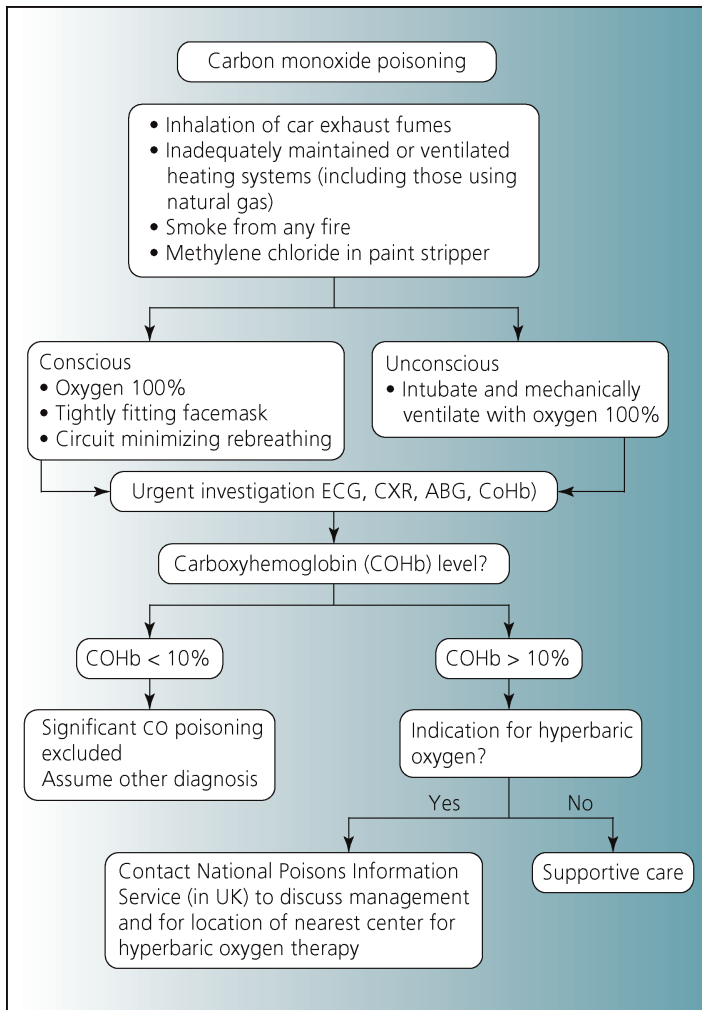 Carbon monoxide poisoning
• Inhalation of car exhaust fumes
• Inadequately maintained or ventilated
heating systems (including those using
natural gas)
• Smoke from any fire
• Methylene chloride in paint stripper
Conscious
• Oxygen 100%
• Tightly fitting facemask
• Circuit minimizing rebreathing
Unconscious
• Intubate and mechanically
ventilate with oxygen 100%
Urgent investigation ECG, CXR, ABG, CoHb)
Carboxyhemoglobin (COHb) level?
COHb < 10%
COHb > 10%
Significant CO poisoning
excluded
Assume other diagnosis
Indication for hyperbaric
oxygen?
Yes
No
Contact National Poisons Information
Service (in UK) to discuss management
and for location of nearest center for
hyperbaric oxygen therapy
Supportive care